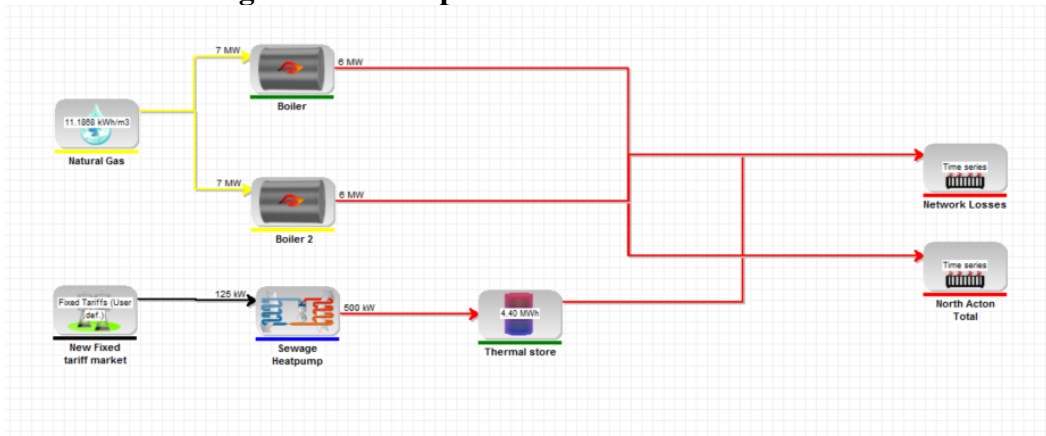 7 MW
6 MW
Boiler
11.1868 kWh/m3
Natural Gas
7 MW
6 MW
Boiler 2
Time series
Network Losses
Time series
North Acton
Total
Fixed Tariffs (User
def.)
New Fixed
tariff market
125 kW
500 kW
Sewage
Heatpump
4.40 MWh
Thermal store